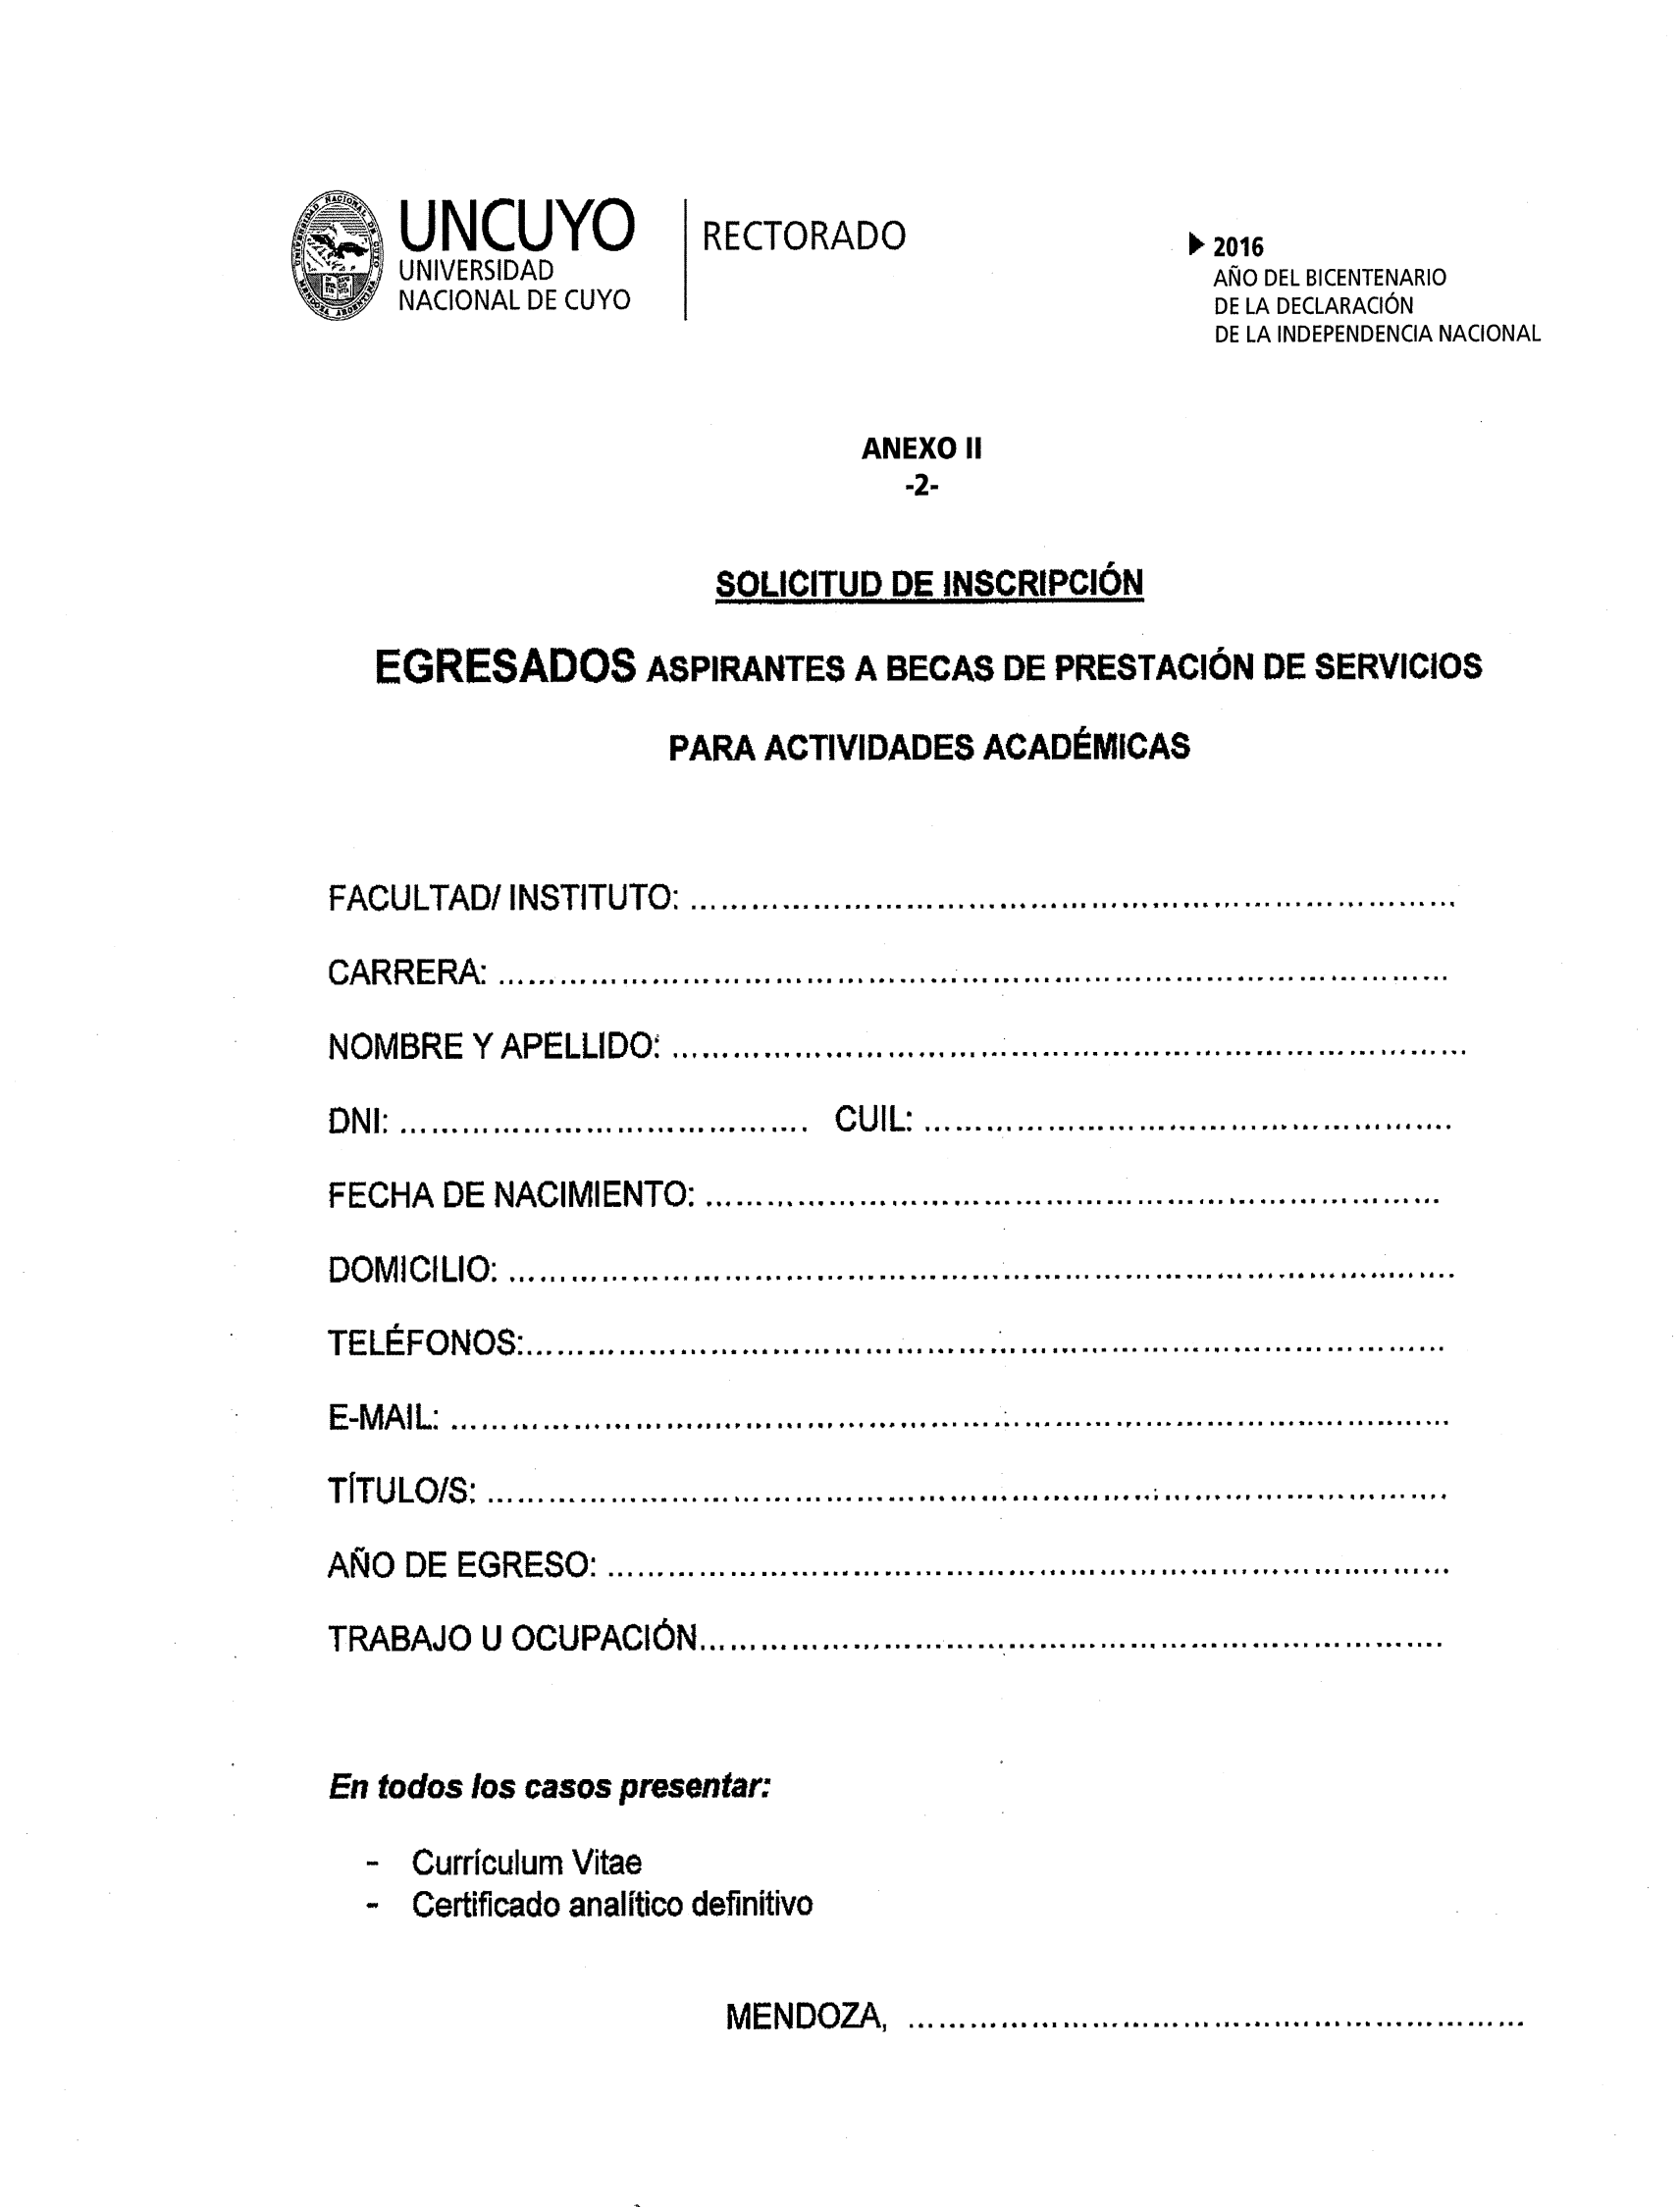 UNCUYO
UNIVERSIDAD
NACIONAL DE CUYO
RECTORADO
2016
AÑO DEL BICENTENARIO
DE LA DECLARACIÓN
DE LA INDEPENDENCIA NACIONAL
ANEXO II
-2-
SOLICITUD DE INSCRIPCIÓN
EGRESADOS ASPIRANTES A BECAS DE PRESTACIÓN DE SERVICIOS
PARA ACTIVIDADES ACADÉMICAS
FACULTAD/ INSTITUTO: ..........................................................................
CARRERA: ............................................................................................
NOMBRE Y APELLIDO: .............................................................................
DNI: ........................................ CUIL: ...................................................
FECHA DE NACIMIENTO: .......................................................................
DOMICILIO: ...........................................................................................
TELÉFONOS:.........................................................................................
E-MAIL: ................................................................................................
TÍTULO/S: ............................................................................................
AÑO DE EGRESO: .................................................................................
TRABAJO U OCUPACIÓN........................................................................
En todos los casos presentar:
- Currículum Vitae
- Certificado analítico definitivo
MENDOZA, ............................................................